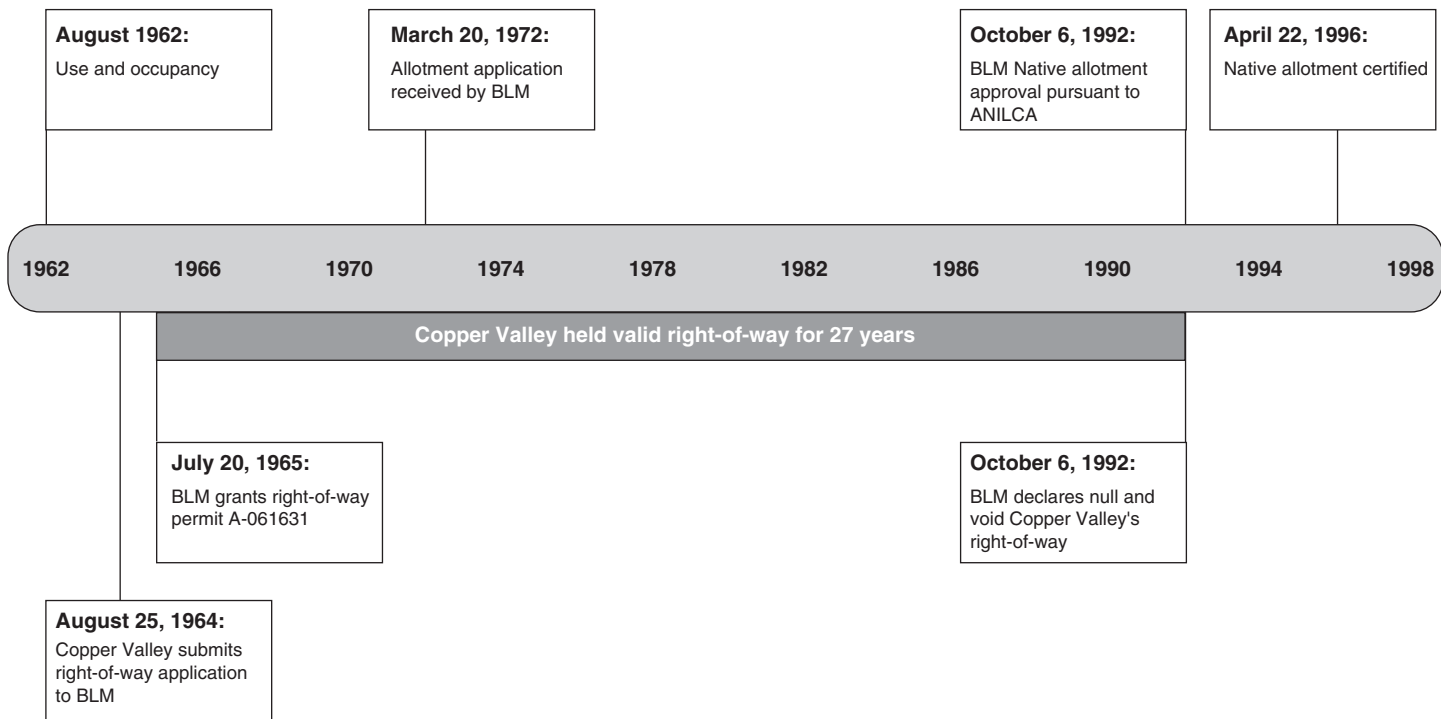 August 1962:
Use and occupancy
March 20, 1972:
Allotment application
received by BLM
October 6, 1992:
BLM Native allotment
approval pursuant to
ANILCA
April 22, 1996:
Native allotment certified
1962 1966 1970 1974 1978 1982 1986 1990 1994 1998
Copper Valley held valid right-of-way for 27 years
July 20, 1965:
BLM grants right-of-way
permit A-061631
October 6, 1992:
BLM declares null and
void Copper Valley's
right-of-way
August 25, 1964:
Copper Valley submits
right-of-way application
to BLM